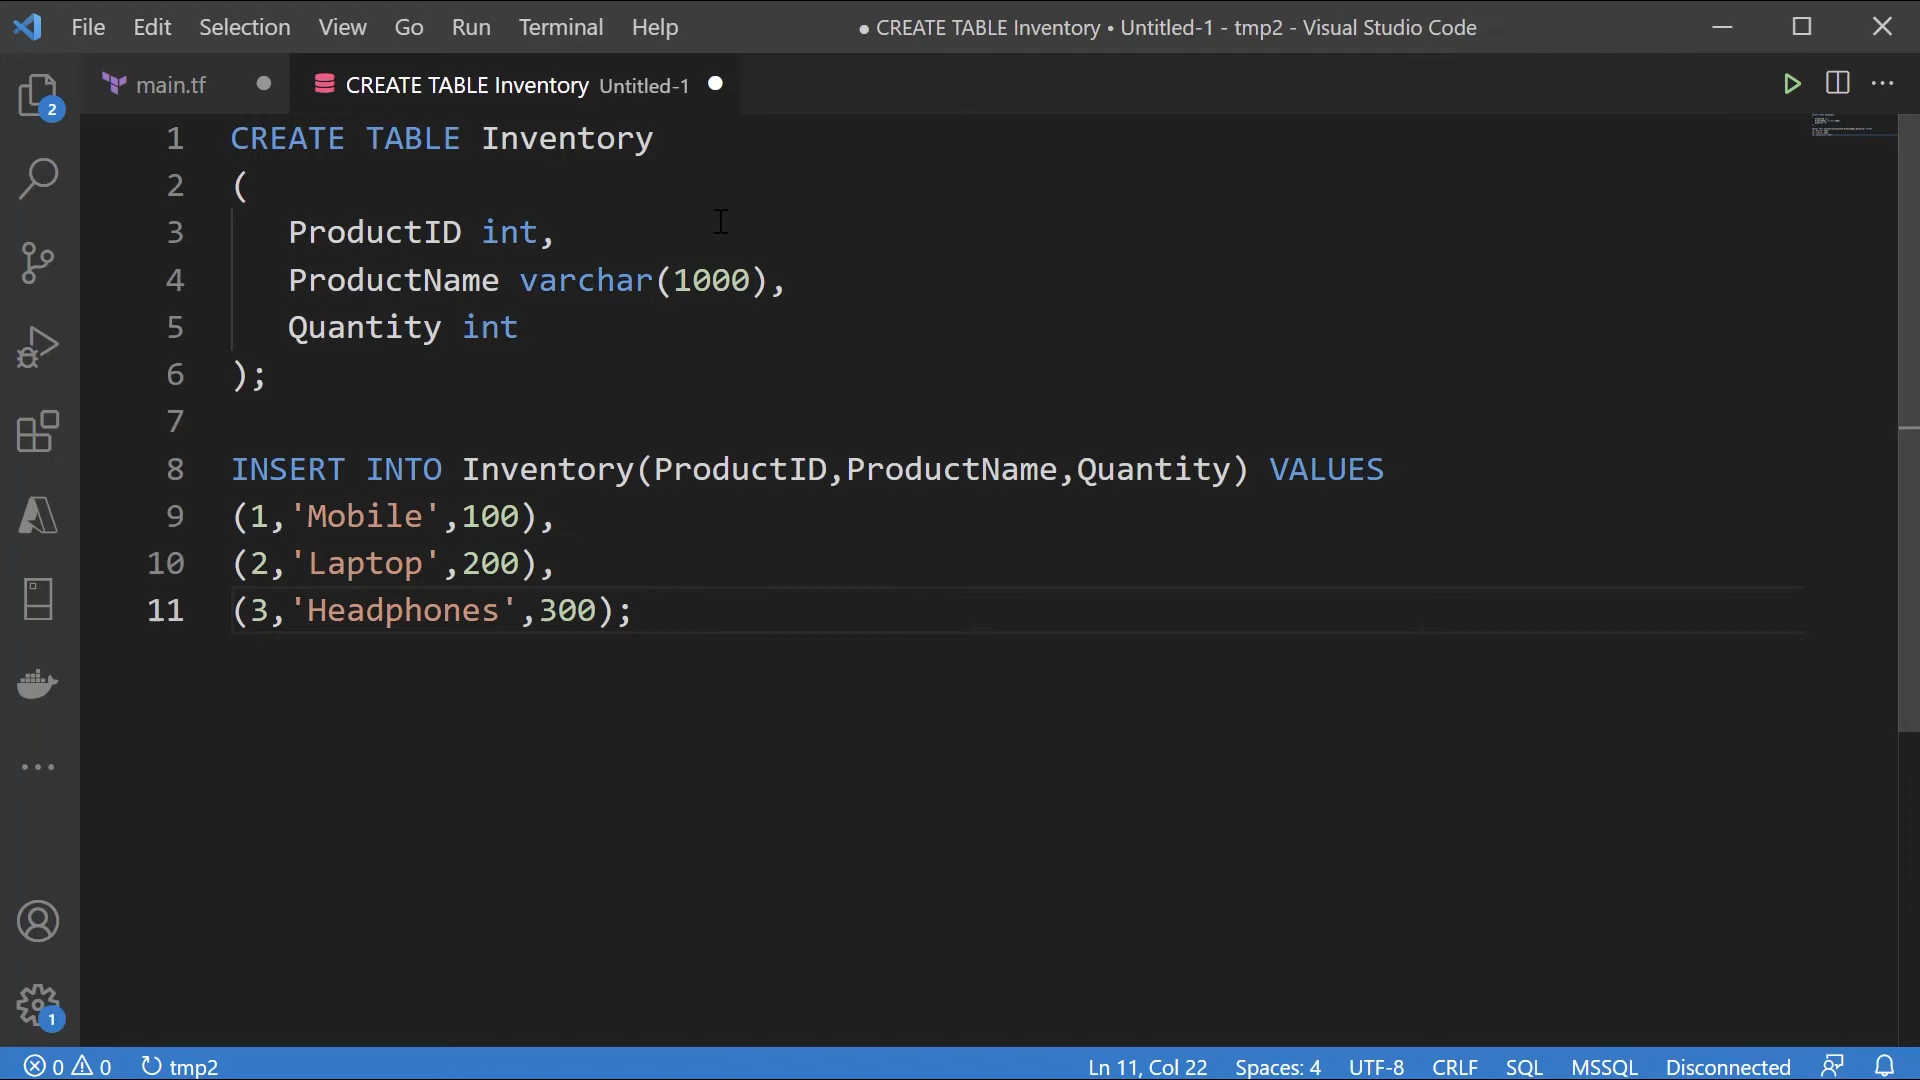 File Edit Selection View Go Run Terminal Help ● CREATE TABLE Inventory • Untitled-1 - tmp2 - Visual Studio Code
main.tf CREATE TABLE Inventory Untitled-1
2
1 CREATE TABLE Inventory
2 (
3 ProductID int,
4 ProductName varchar(1000),
5 Quantity int
6 );
7
8 INSERT INTO Inventory(ProductID,ProductName,Quantity) VALUES
9 (1,'Mobile',100),
10 (2,'Laptop',200),
11 (3,'Headphones',300);
1
0 0 tmp2 Ln 11, Col 22 Spaces: 4 UTF-8 CRLF SQL MSSQL Disconnected